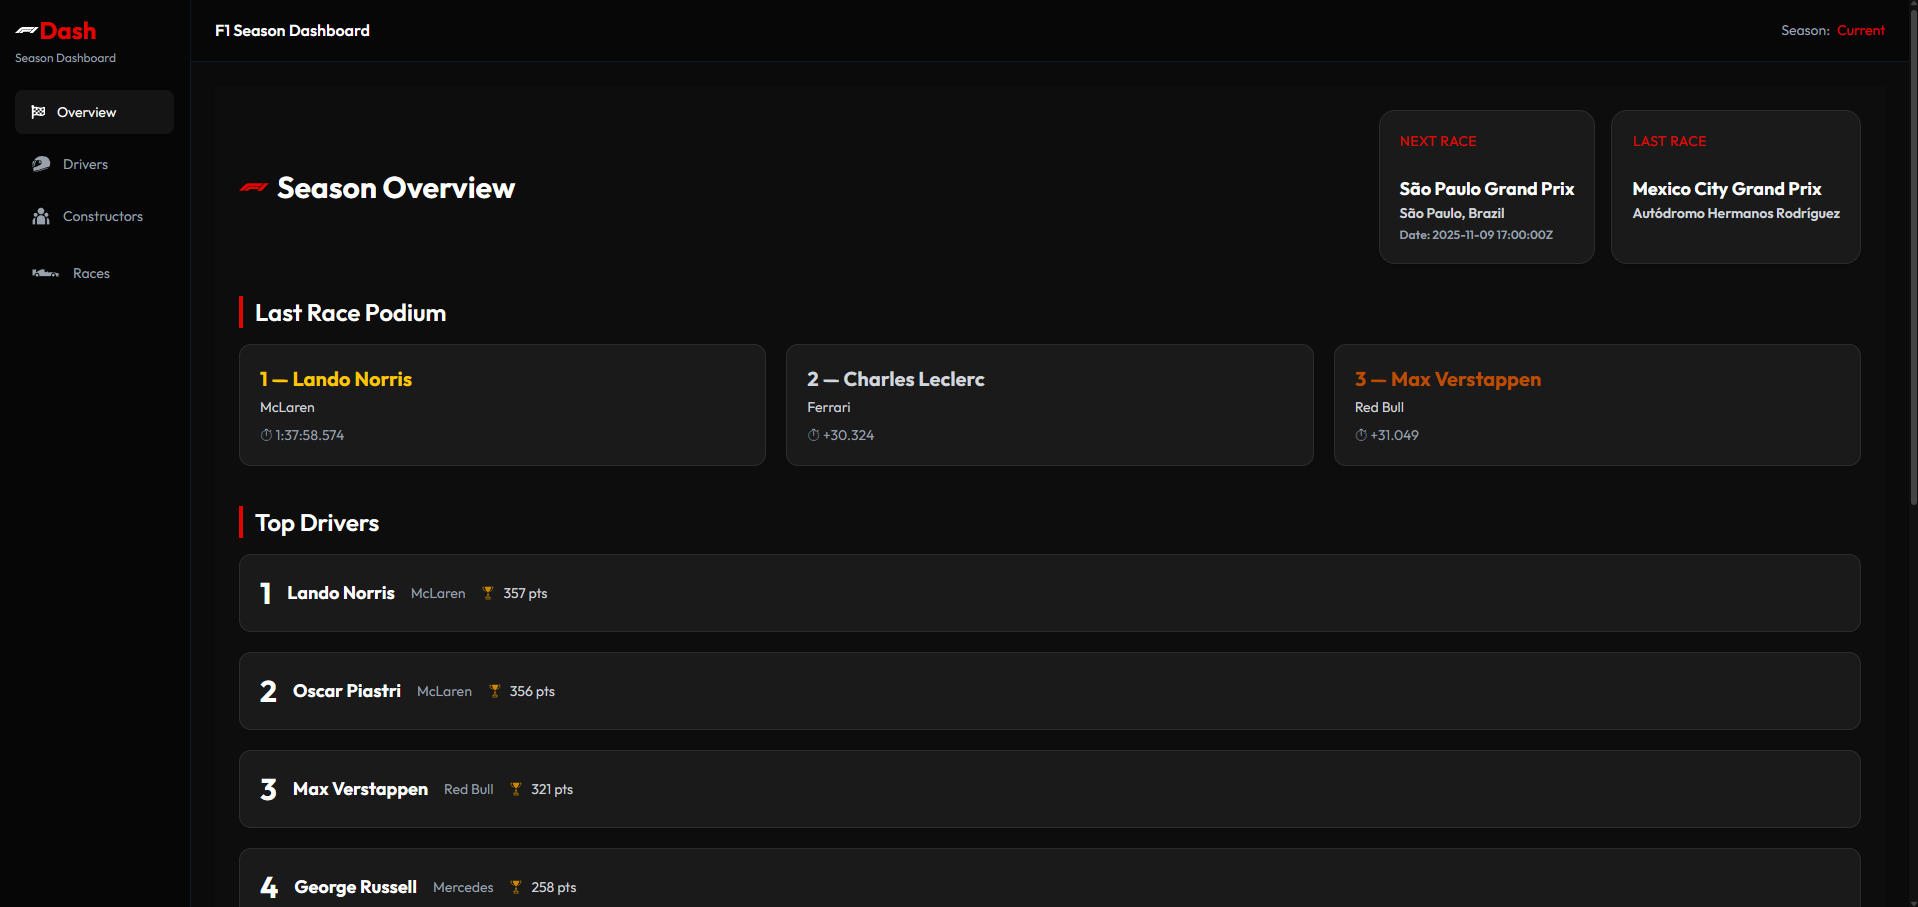 Dash
Season Dashboard
Overview
Drivers
Constructors
Races
F1 Season Dashboard
Season: Current
Season Overview
NEXT RACE
São Paulo Grand Prix
São Paulo, Brazil
Date: 2025-11-09 17:00:00Z
LAST RACE
Mexico City Grand Prix
Autódromo Hermanos Rodríguez
Last Race Podium
1 — Lando Norris
McLaren
⏱ 1:37:58.574
2 — Charles Leclerc
Ferrari
⏱ +30.324
3 — Max Verstappen
Red Bull
⏱ +31.049
Top Drivers
1 Lando Norris McLaren 🏆 357 pts
2 Oscar Piastri McLaren 🏆 356 pts
3 Max Verstappen Red Bull 🏆 321 pts
4 George Russell Mercedes 🏆 258 pts